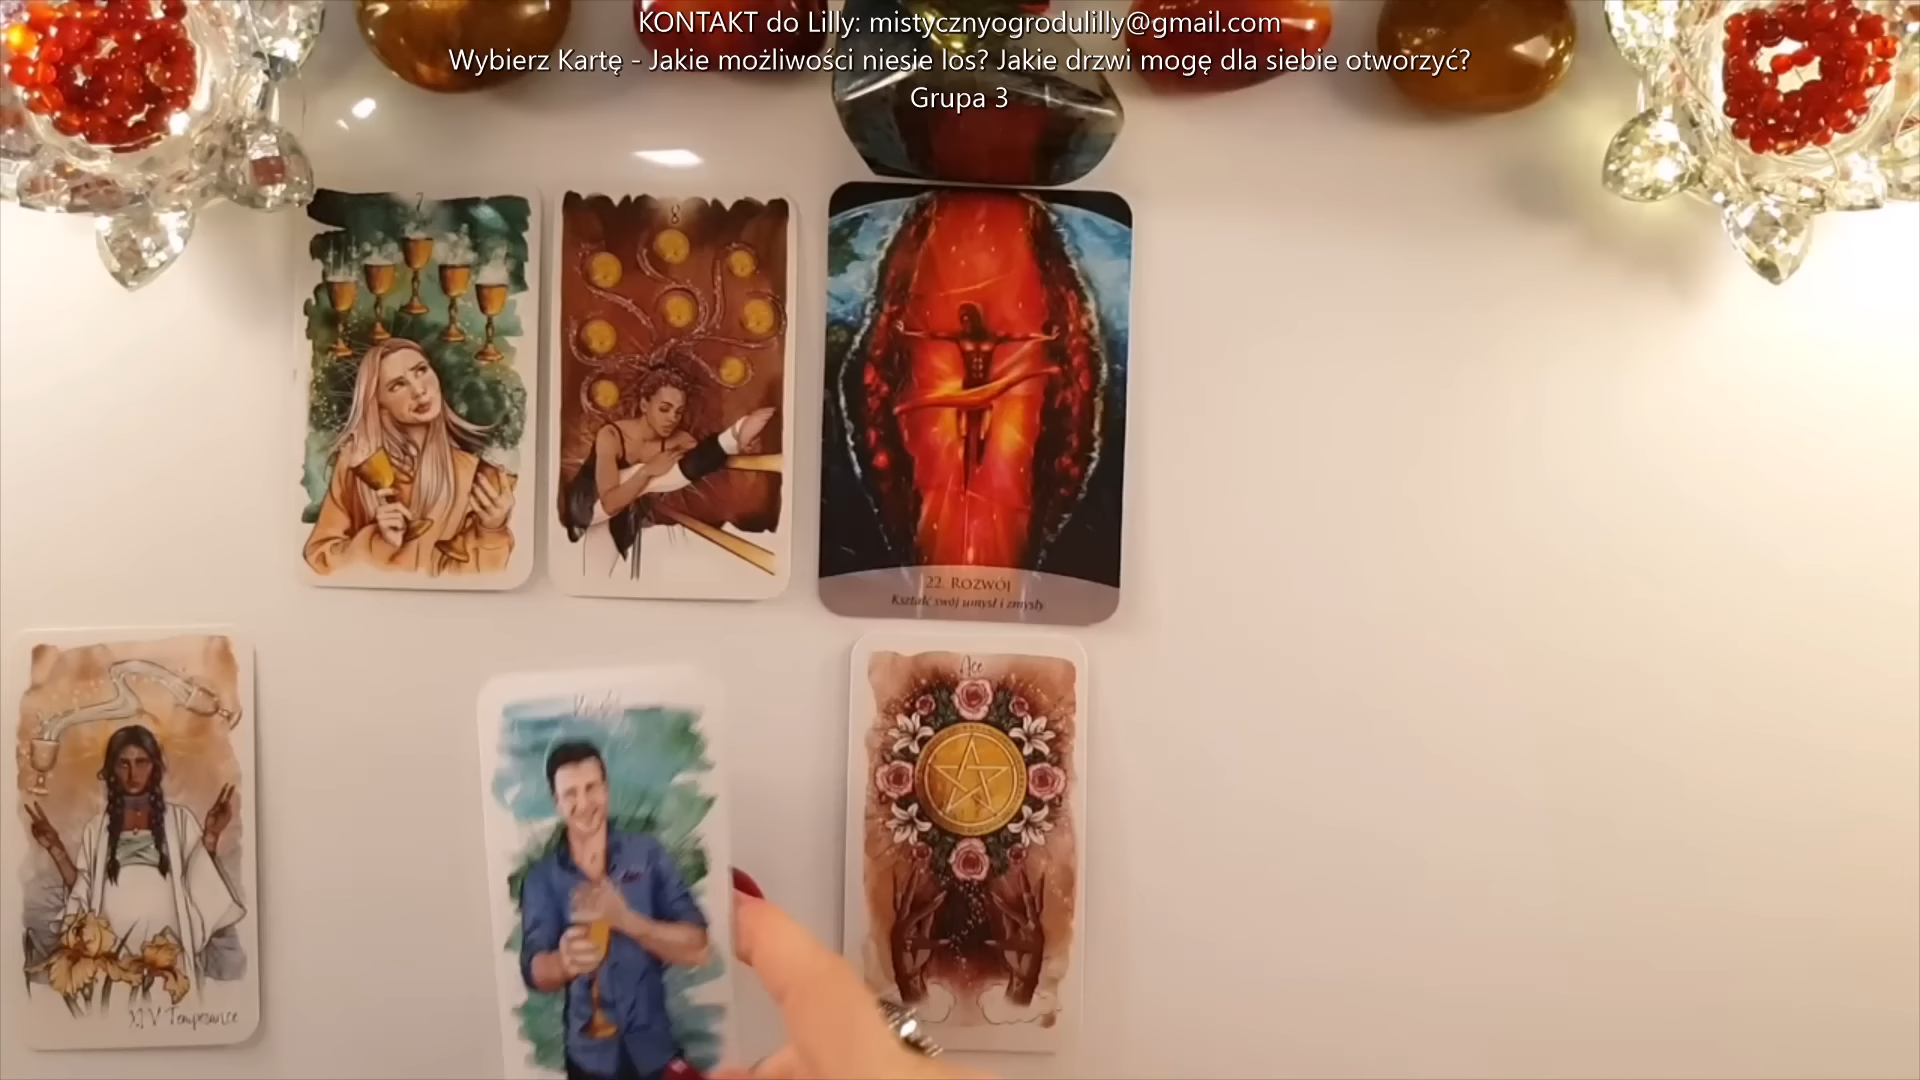 KONTAKT do Lilly: mistycznyogrodulilly@gmail.com
Wybierz Kartę - Jakie możliwości niesie los? Jakie drzwi mogę dla siebie otworzyć?
Grupa 3
7
8
22. ROZWÓJ
Kształć swój umysł i zmysły
Ace
XIV Temperance